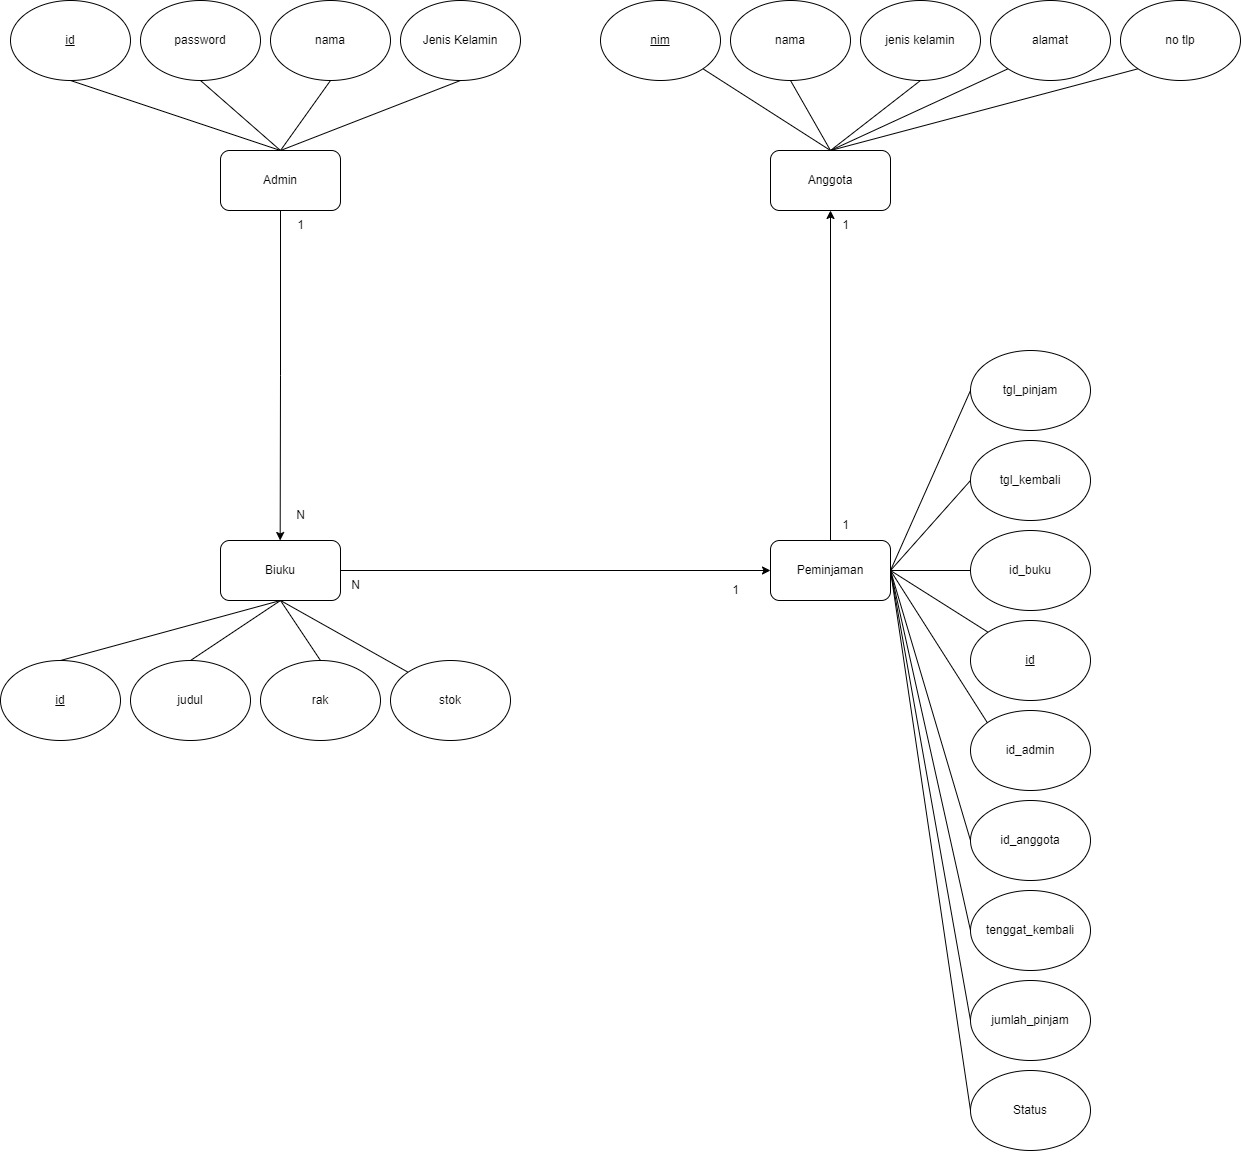 id
password
nama
Jenis Kelamin
nim
nama
jenis kelamin
alamat
no tlp
Admin
Anggota
1
1
tgl_pinjam
tgl_kembali
N
1
Biuku
Peminjaman
id_buku
N
1
id
judul
rak
stok
id
id_admin
id_anggota
tenggat_kembali
jumlah_pinjam
Status